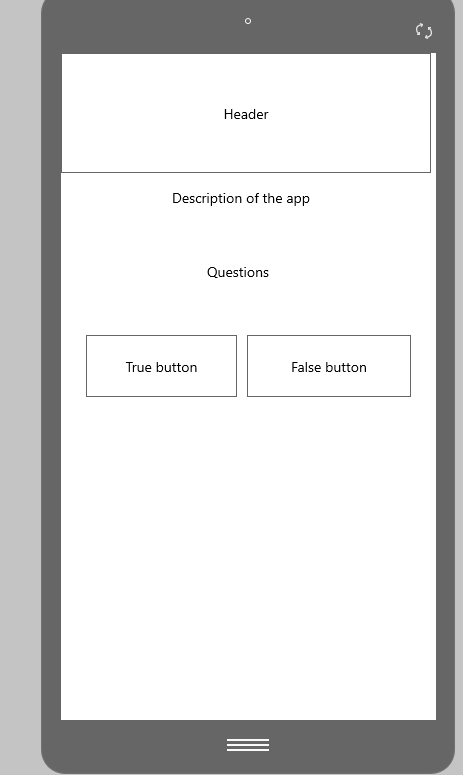 Header
Description of the app
Questions
True button
False button